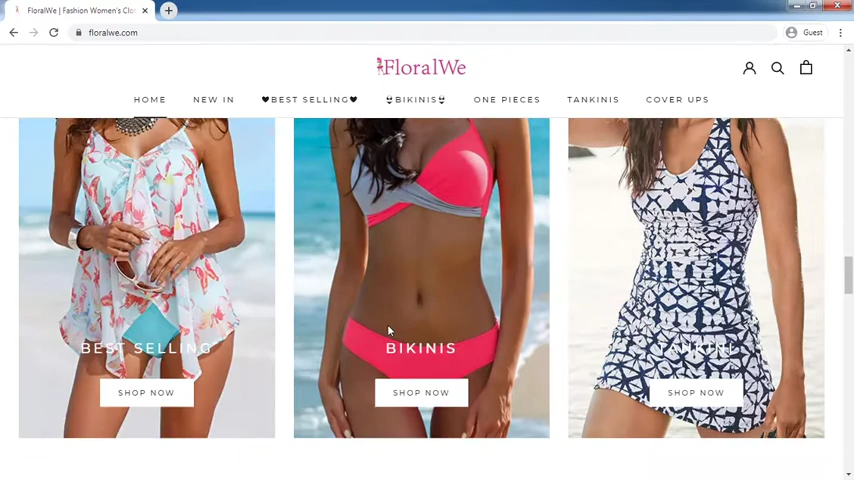 FloralWe | Fashion Women's Clo
floralwe.com
Guest
FloralWe
HOME
NEW IN
♥BEST SELLING♥
👙BIKINIS👙
ONE PIECES
TANKINIS
COVER UPS
BEST SELLING
BIKINIS
TANKINI
SHOP NOW
SHOP NOW
SHOP NOW